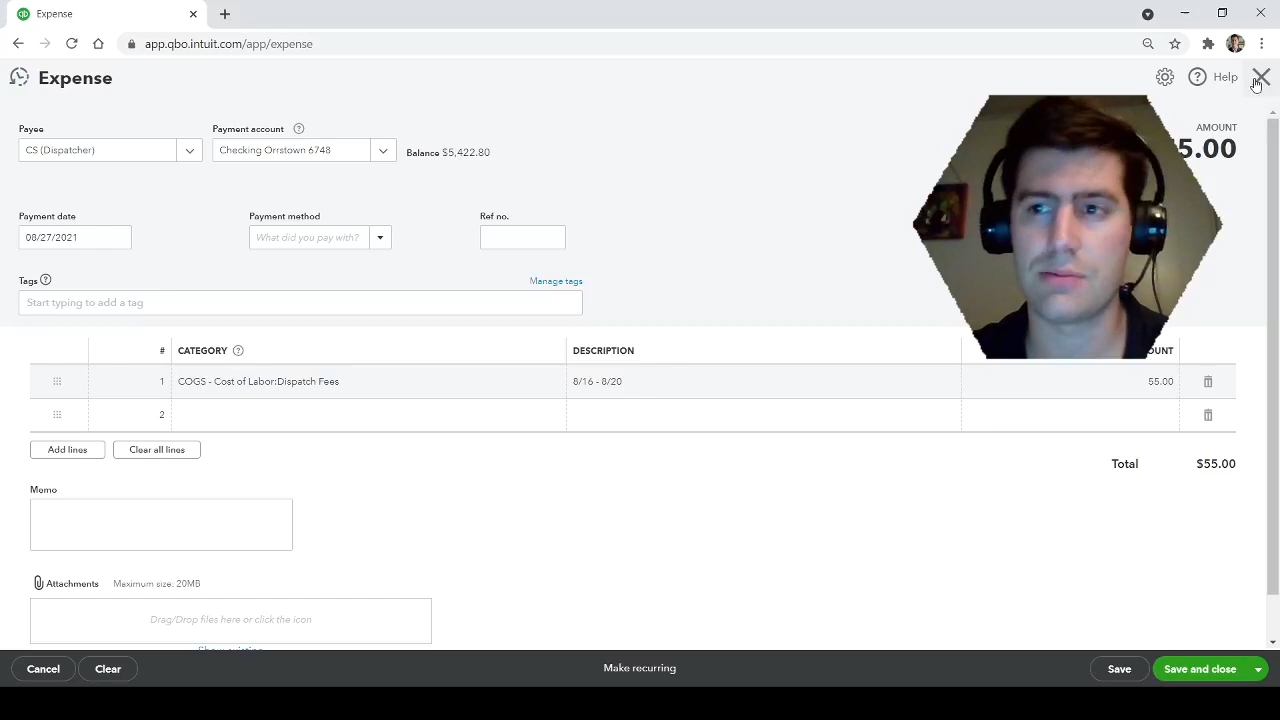 Expense
app.qbo.intuit.com/app/expense
Expense
Help
Payee
Payment account
CS (Dispatcher)
Checking Orrstown 6748
Balance $5,422.80
AMOUNT
5.00
Payment date
Payment method
Ref no.
08/27/2021
What did you pay with?
Tags
Manage tags
Start typing to add a tag
# CATEGORY DESCRIPTION
1 COGS - Cost of Labor:Dispatch Fees 8/16 - 8/20 55.00
2
Add lines
Clear all lines
Total $55.00
Memo
Attachments
Maximum size: 20MB
Drag/Drop files here or click the icon
Show existing
Cancel
Clear
Make recurring
Save
Save and close